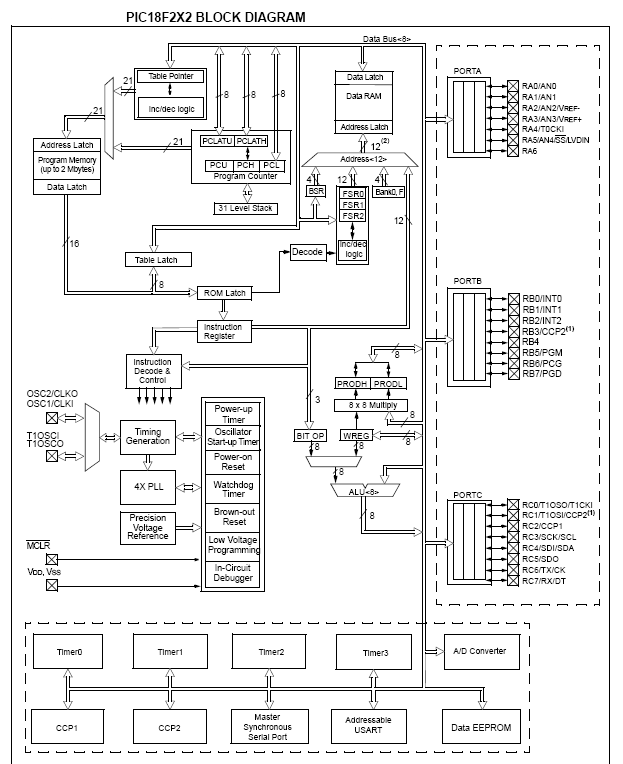 PIC18F2X2 BLOCK DIAGRAM
Data Bus<8>
21
Table Pointer
inc/dec logic
21
8
8
8
Data Latch
Data RAM
Address Latch
PORTA
RA0/AN0
RA1/AN1
RA2/AN2/VREF-
RA3/AN3/VREF+
RA4/T0CKI
RA5/AN4/SS/LVDIN
RA6
Address Latch
Program Memory
(up to 2 Mbytes)
Data Latch
21
PCLATU
PCLATH
PCU
PCH
PCL
Program Counter
31 Level Stack
12(2)
Address<12>
4
12
4
BSR
FSR0
FSR1
FSR2
Bank0, F
12
inc/dec
logic
Decode
16
Table Latch
8
ROM Latch
Instruction
Register
PORTB
RB0/INT0
RB1/INT1
RB2/INT2
RB3/CCP2(1)
RB4
RB5/PGM
RB6/PCG
RB7/PGD
Instruction
Decode &
Control
8
3
PRODH
PRODL
8 x 8 Multiply
8
BIT OP
WREG
8
8
8
ALU<8>
8
OSC2/CLKO
OSC1/CLKI
T1OSCI
T1OSCO
Timing
Generation
4X PLL
Precision
Voltage
Reference
Power-up
Timer
Oscillator
Start-up Timer
Power-on
Reset
Watchdog
Timer
Brown-out
Reset
Low Voltage
Programming
In-Circuit
Debugger
MCLR
VDD, VSS
PORTC
RC0/T1OSO/T1CKI
RC1/T1OSI/CCP2(1)
RC2/CCP1
RC3/SCK/SCL
RC4/SDI/SDA
RC5/SDO
RC6/TX/CK
RC7/RX/DT
Timer0
Timer1
Timer2
Timer3
A/D Converter
CCP1
CCP2
Master
Synchronous
Serial Port
Addressable
USART
Data EEPROM